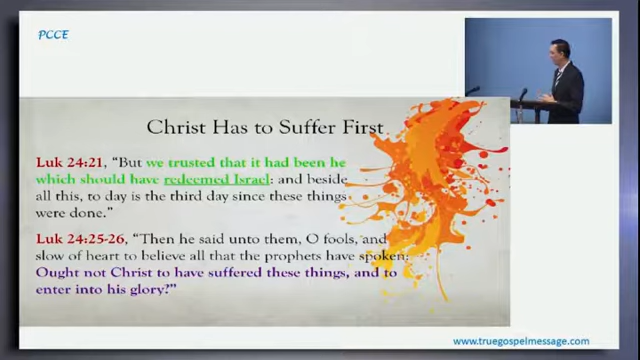 PCCE
Christ Has to Suffer First
Luk 24:21, “But we trusted that it had been he
which should have redeemed Israel: and beside
all this, to day is the third day since these things
were done.”
Luk 24:25-26, “Then he said unto them, O fools, and
slow of heart to believe all that the prophets have spoken:
Ought not Christ to have suffered these things, and to
enter into his glory?”
www.truegospelmessage.com